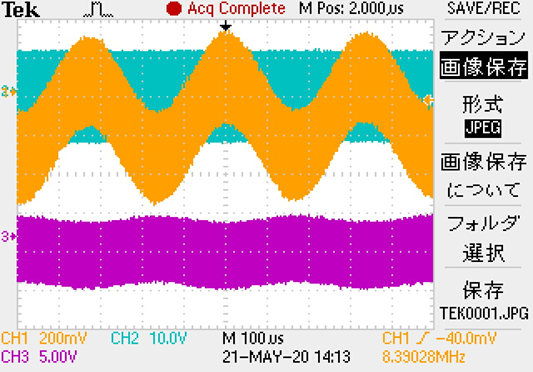 Tek
Acq Complete
M Pos: 2.000μs
SAVE/REC
アクション
画像保存
形式
JPEG
画像保存
について
フォルダ
選択
保存
TEK0001.JPG
2
3
CH1 200mV CH2 10.0V M 100μs CH1 -40.0mV
CH3 5.00V 21-MAY-20 14:13 8.39028MHz